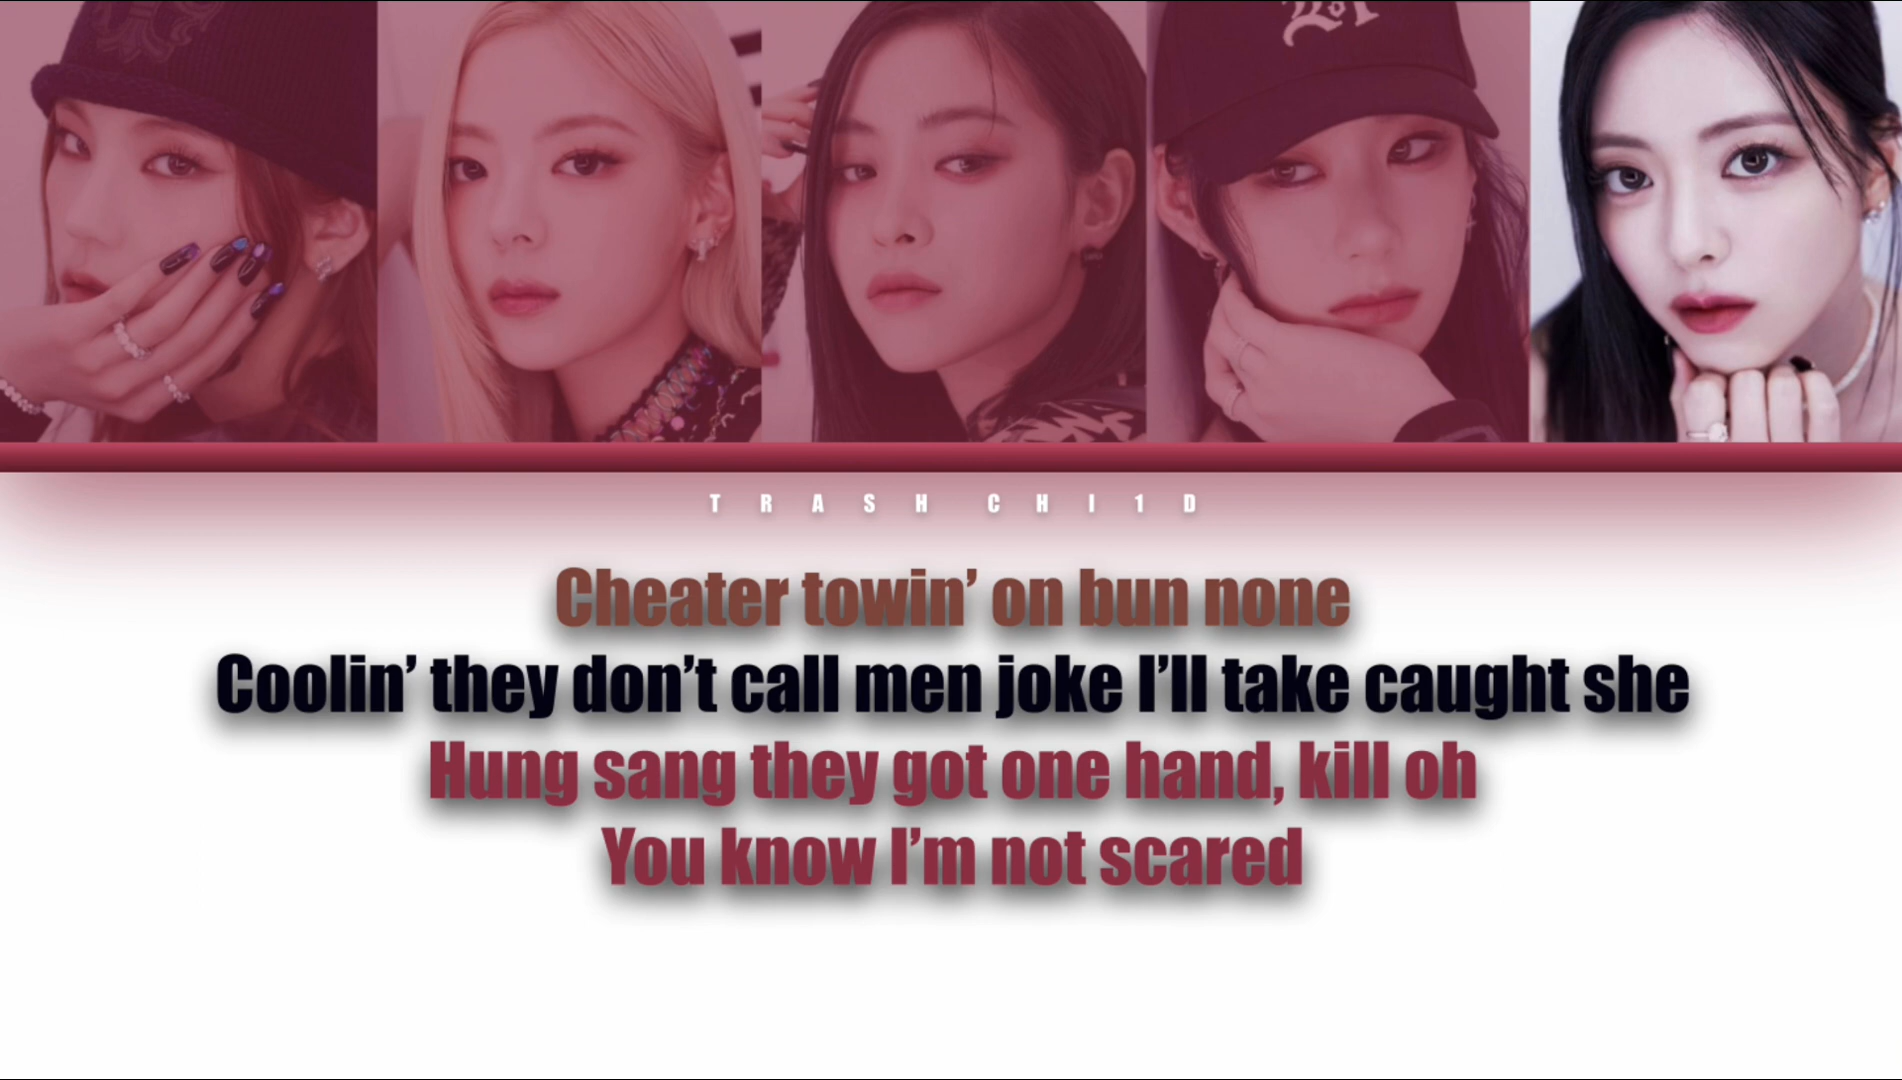 T R A S H C H I 1 D
Cheater towin’ on bun none
Coolin’ they don’t call men joke I’ll take caught she
Hung sang they got one hand, kill oh
You know I’m not scared